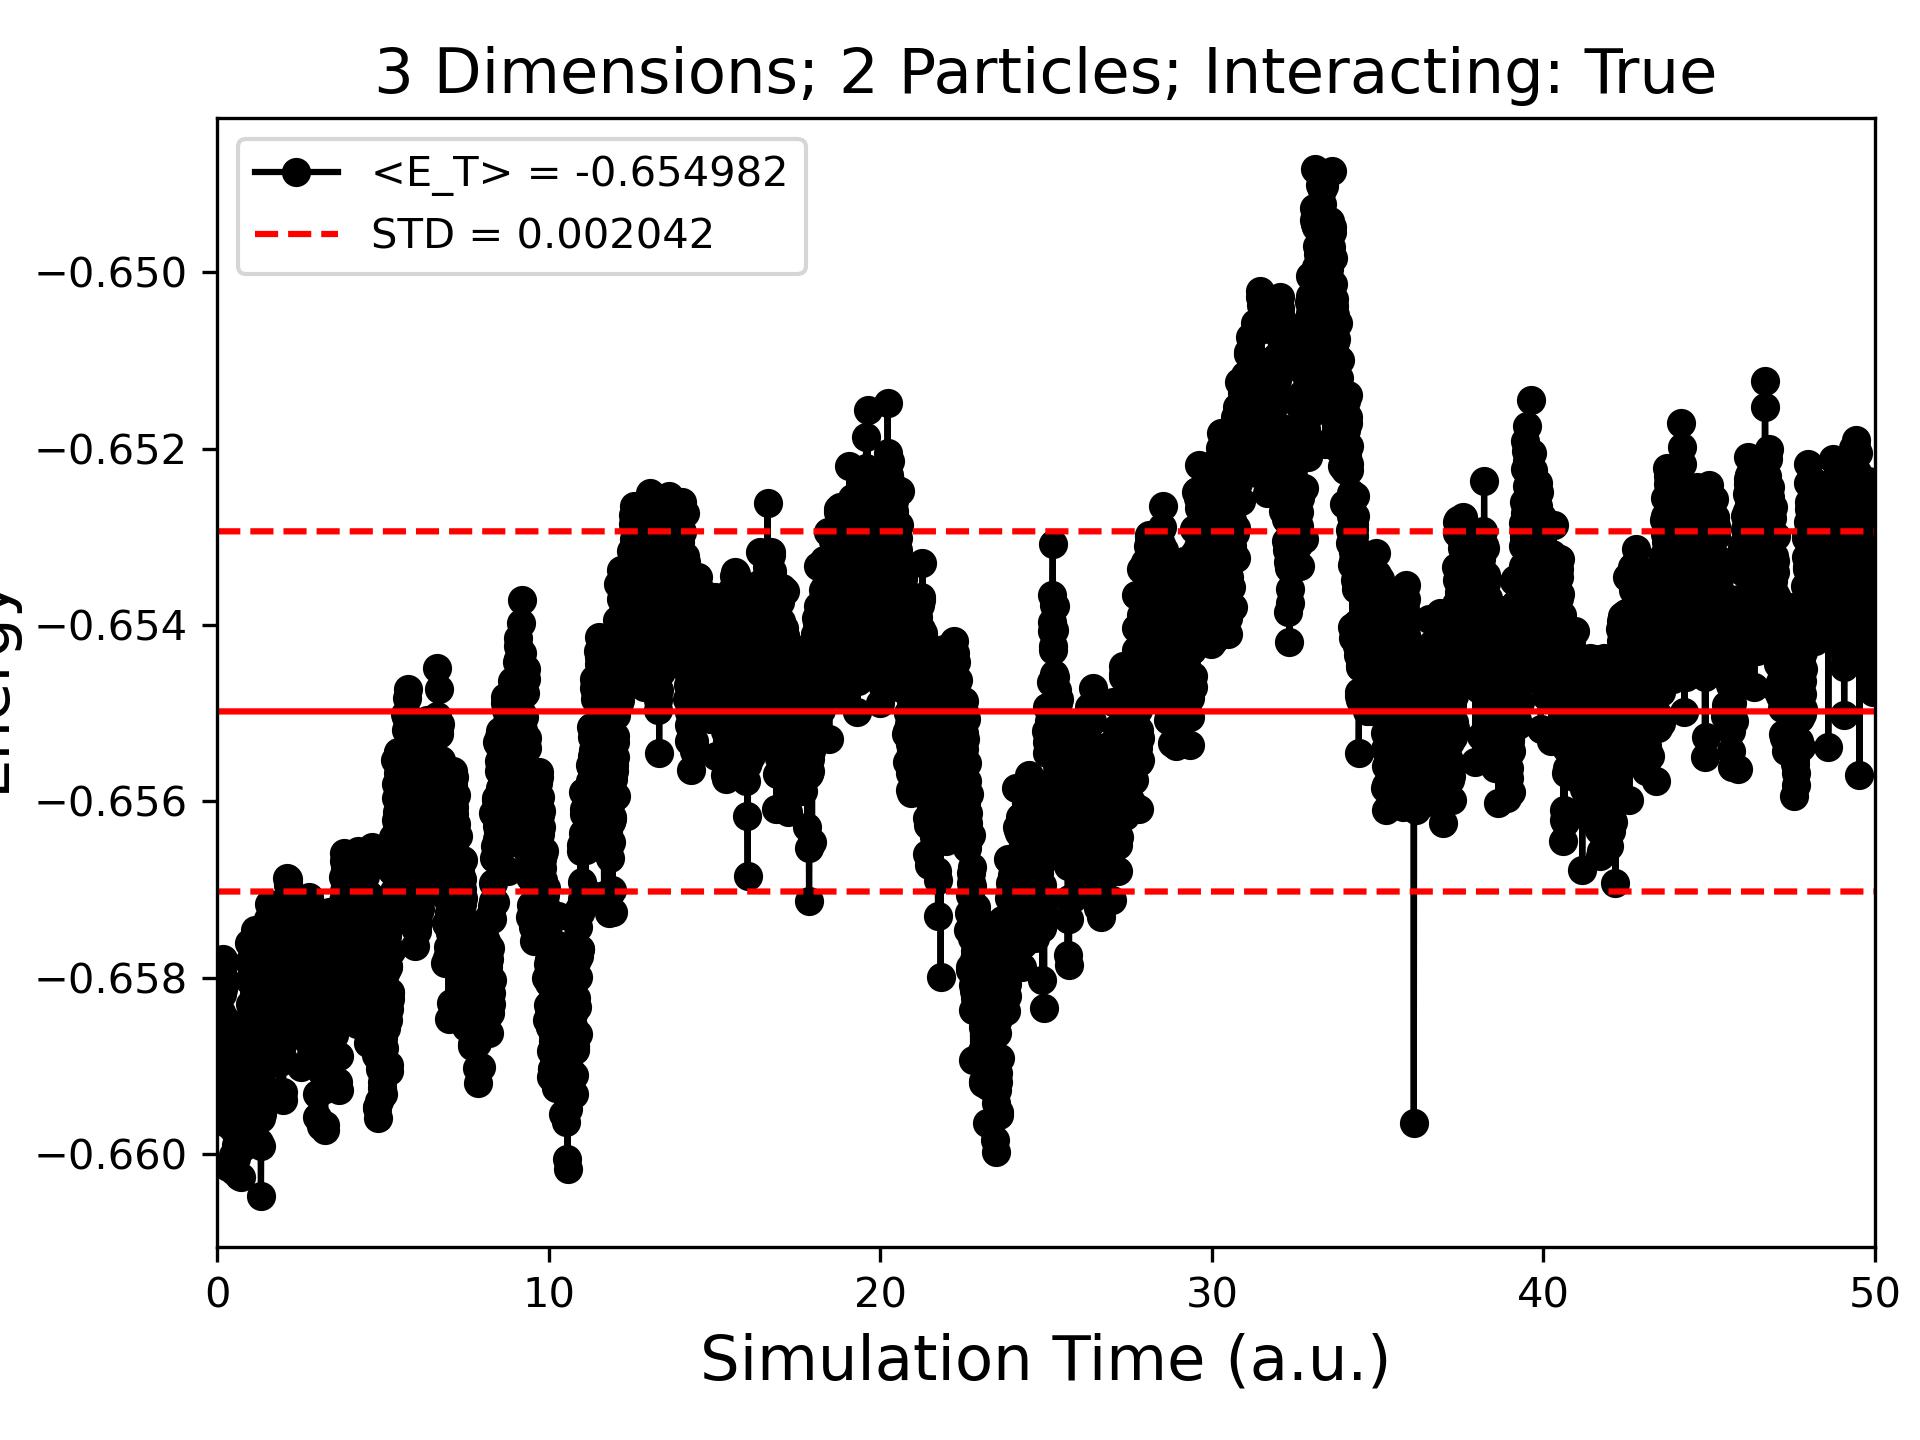 3 Dimensions; 2 Particles; Interacting: True
<E_T> = -0.654982
STD = 0.002042
−0.650
−0.652
−0.654
−0.656
−0.658
−0.660
Energy
0 10 20 30 40 50
Simulation Time (a.u.)